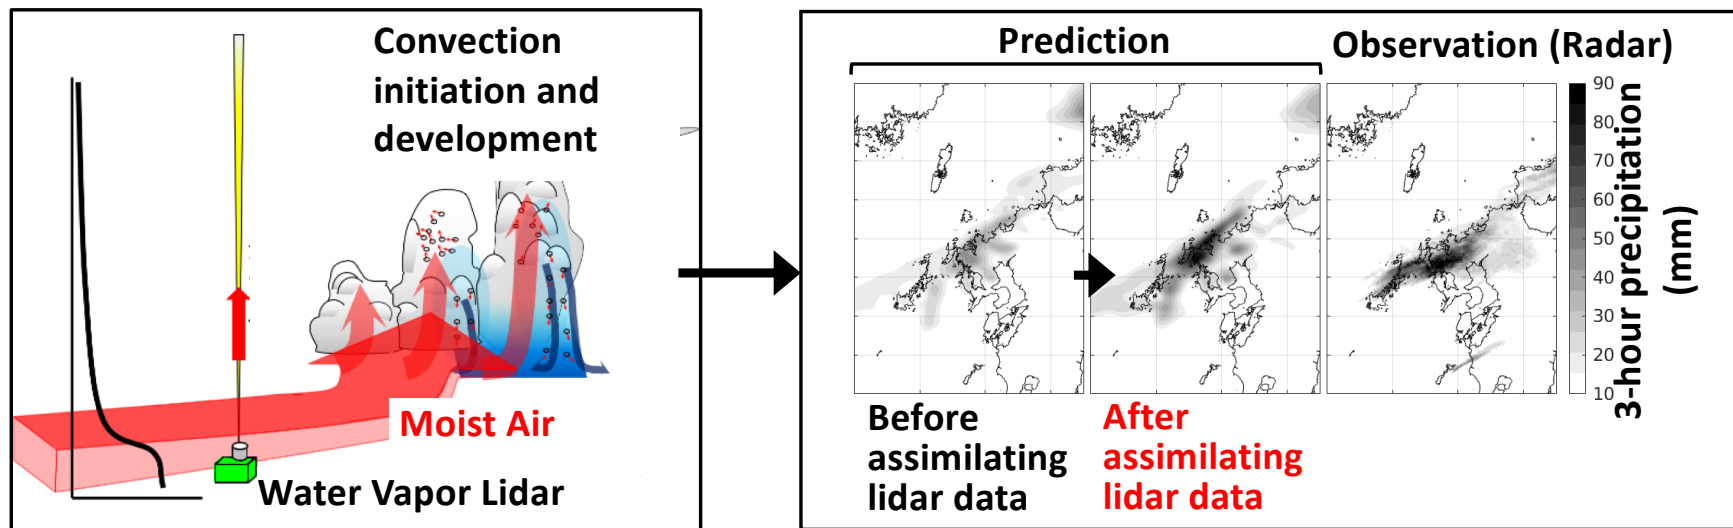 Convection
initiation and
development
Moist Air
Water Vapor Lidar
Prediction
Observation (Radar)
Before
assimilating
lidar data
After
assimilating
lidar data
90
80
70
60
50
40
30
20
10
3-hour precipitation
(mm)